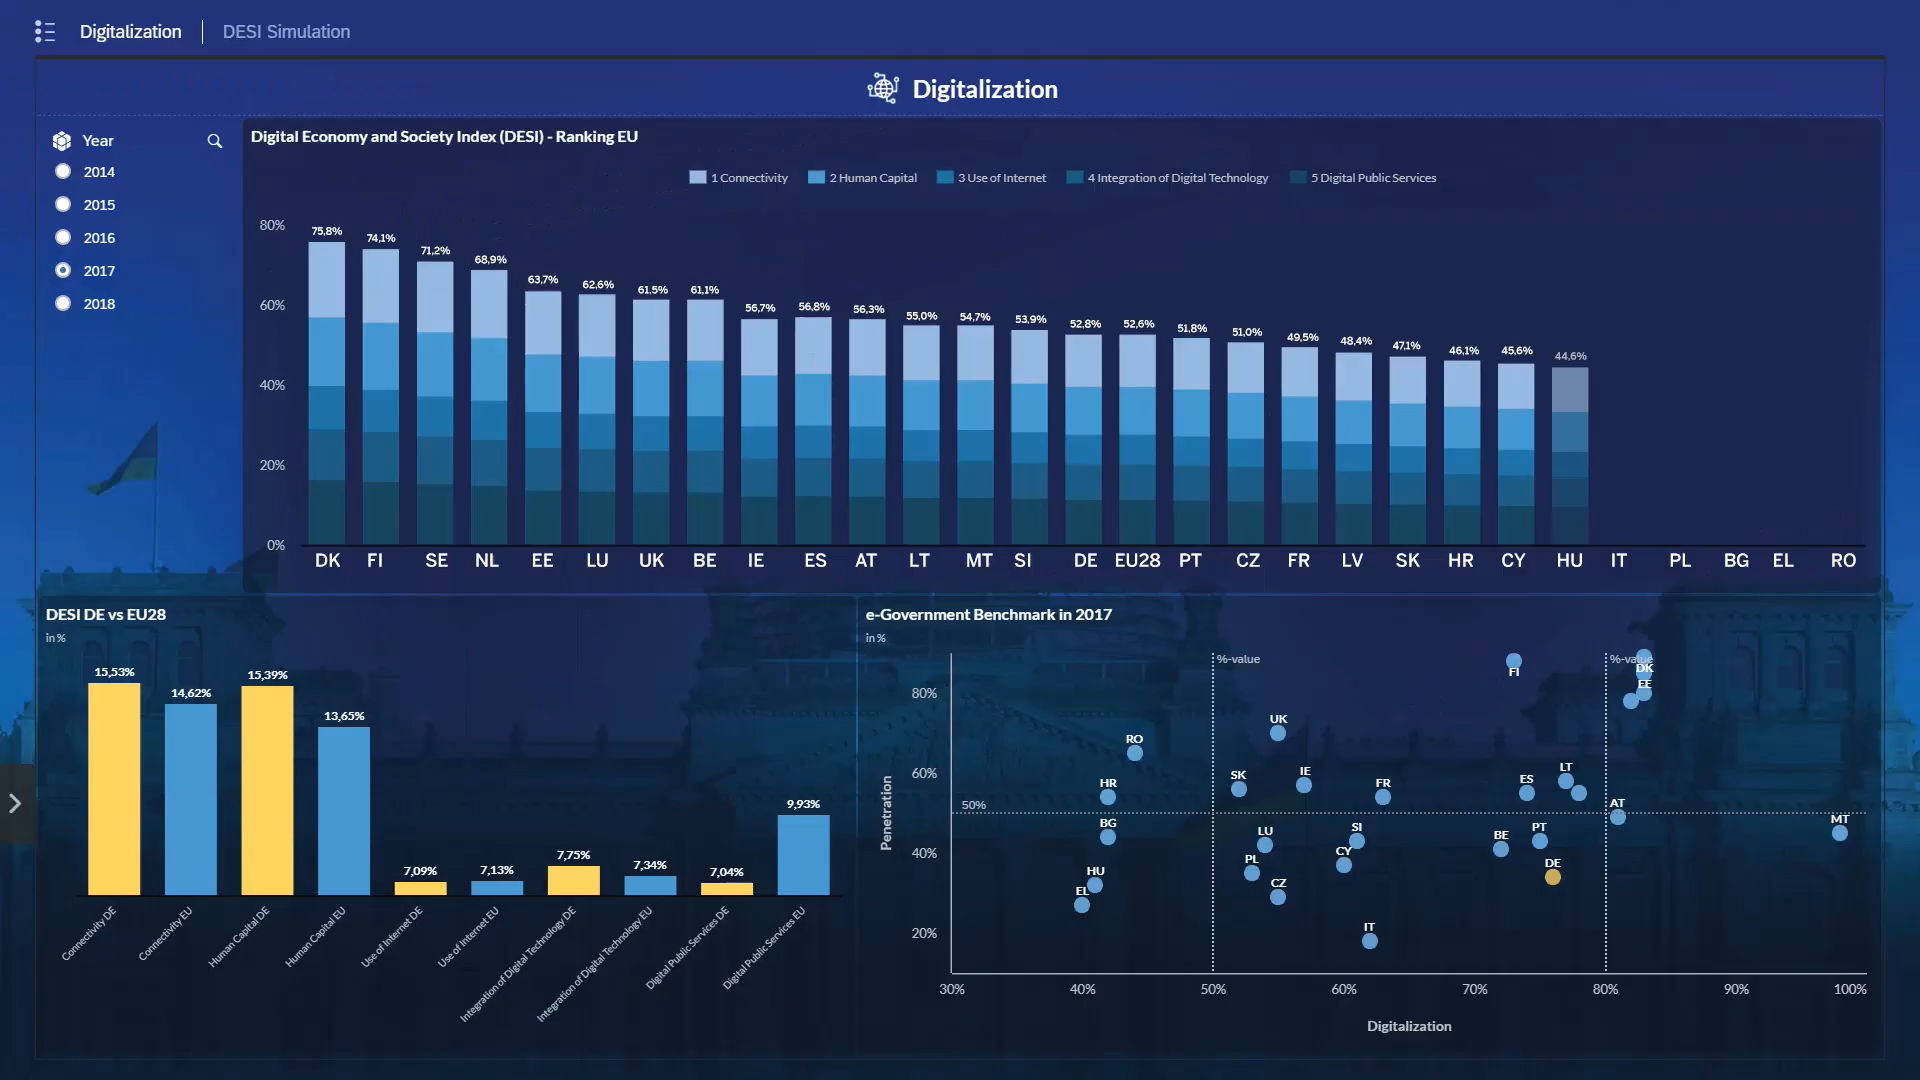 Digitalization
DESI Simulation
Digitalization
Year
2014
2015
2016
2017
2018
Digital Economy and Society Index (DESI) - Ranking EU
1 Connectivity 2 Human Capital 3 Use of Internet 4 Integration of Digital Technology 5 Digital Public Services
80%
60%
40%
20%
0%
75,8% 74,1% 71,2% 68,9% 63,7% 62,6% 61,5% 61,1% 56,7% 56,8% 56,3% 55,0% 54,7% 53,9% 52,8% 52,6% 51,8% 51,0% 49,5% 48,4% 47,1% 46,1% 45,6% 44,6%
DK FI SE NL EE LU UK BE IE ES AT LT MT SI DE EU28 PT CZ FR LV SK HR CY HU IT PL BG EL RO
DESI DE vs EU28
in %
15,53% 14,62% 15,39% 13,65% 7,09% 7,13% 7,75% 7,34% 7,04% 9,93%
Connectivity DE
Connectivity EU
Human Capital DE
Human Capital EU
Use of Internet DE
Use of Internet EU
Integration of Digital Technology DE
Integration of Digital Technology EU
Digital Public Services DE
Digital Public Services EU
e-Government Benchmark in 2017
in %
%-value
%-value
FI
DK
EE
UK
RO
SK
IE
HR
FR
ES
LT
AT
BG
LU
SI
BE
PT
MT
PL
CY
DE
HU
CZ
EL
IT
50%
Penetration
80%
60%
40%
20%
30% 40% 50% 60% 70% 80% 90% 100%
Digitalization